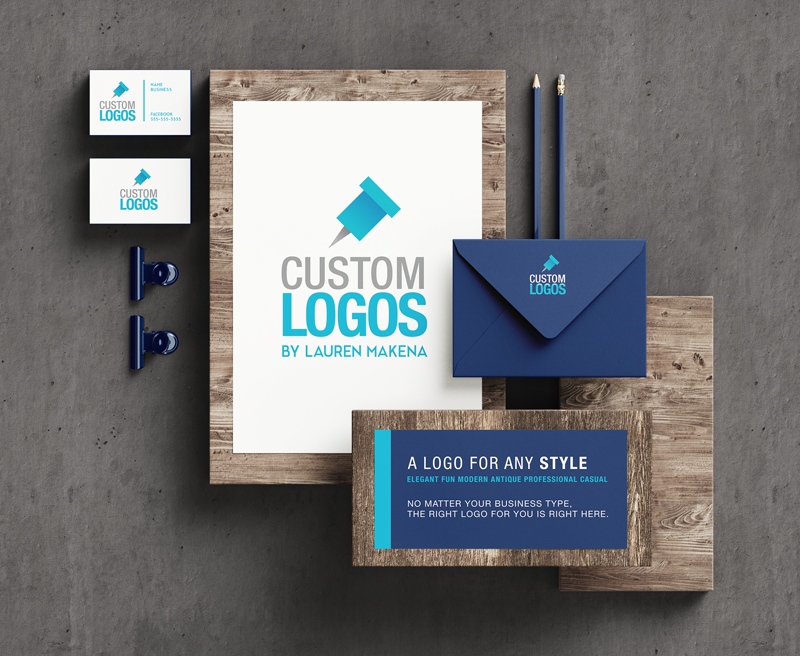 NAME
BUSINESS
FACEBOOK
555-555-5555
CUSTOM
LOGOS
CUSTOM
LOGOS
CUSTOM
LOGOS
BY LAUREN MAKENA
CUSTOM
LOGOS
A LOGO FOR ANY STYLE
ELEGANT FUN MODERN ANTIQUE PROFESSIONAL CASUAL
NO MATTER YOUR BUSINESS TYPE,
THE RIGHT LOGO FOR YOU IS RIGHT HERE.